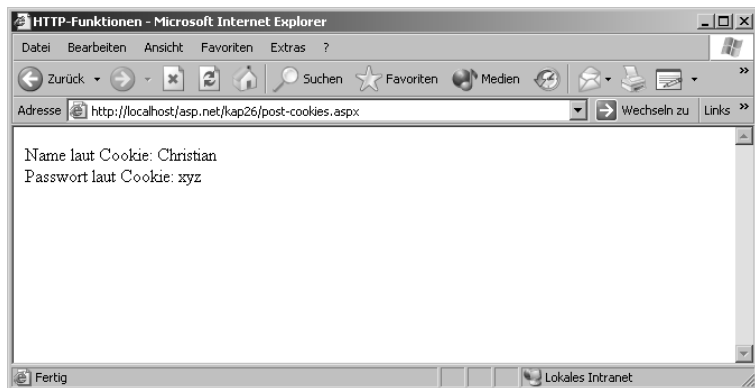 HTTP-Funktionen - Microsoft Internet Explorer
Datei Bearbeiten Ansicht Favoriten Extras ?
Zurück Suchen Favoriten Medien »
Adresse http://localhost/asp.net/kap26/post-cookies.aspx Wechseln zu Links »
Name laut Cookie: Christian
Passwort laut Cookie: xyz
Fertig Lokales Intranet